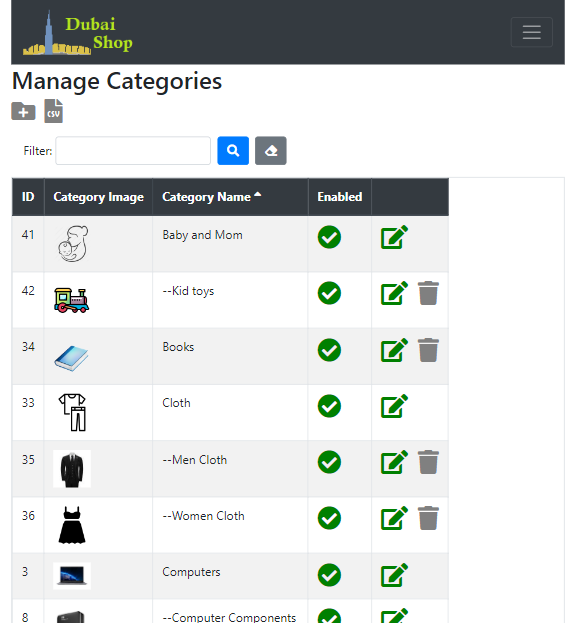 Dubai
Shop
Manage Categories
CSV
Filter:
ID Category Image Category Name Enabled
41 Baby and Mom
42 --Kid toys
34 Books
33 Cloth
35 --Men Cloth
36 --Women Cloth
3 Computers
8 --Computer Components